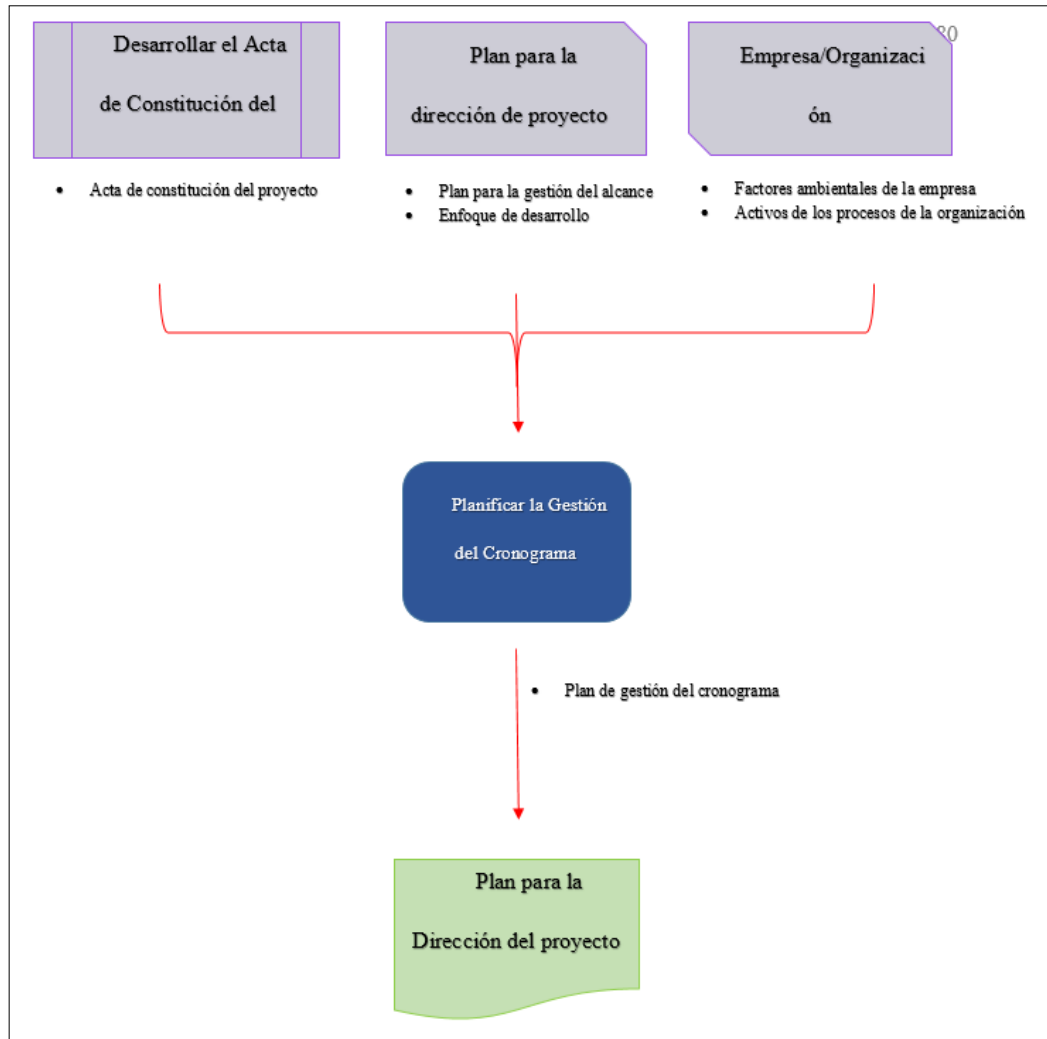 Desarrollar el Acta
de Constitución del
Plan para la
dirección de proyecto
Empresa/Organizaci
ón
• Acta de constitución del proyecto
• Plan para la gestión del alcance
• Enfoque de desarrollo
• Factores ambientales de la empresa
• Activos de los procesos de la organización
Planificar la Gestión
del Cronograma
• Plan de gestión del cronograma
Plan para la
Dirección del proyecto